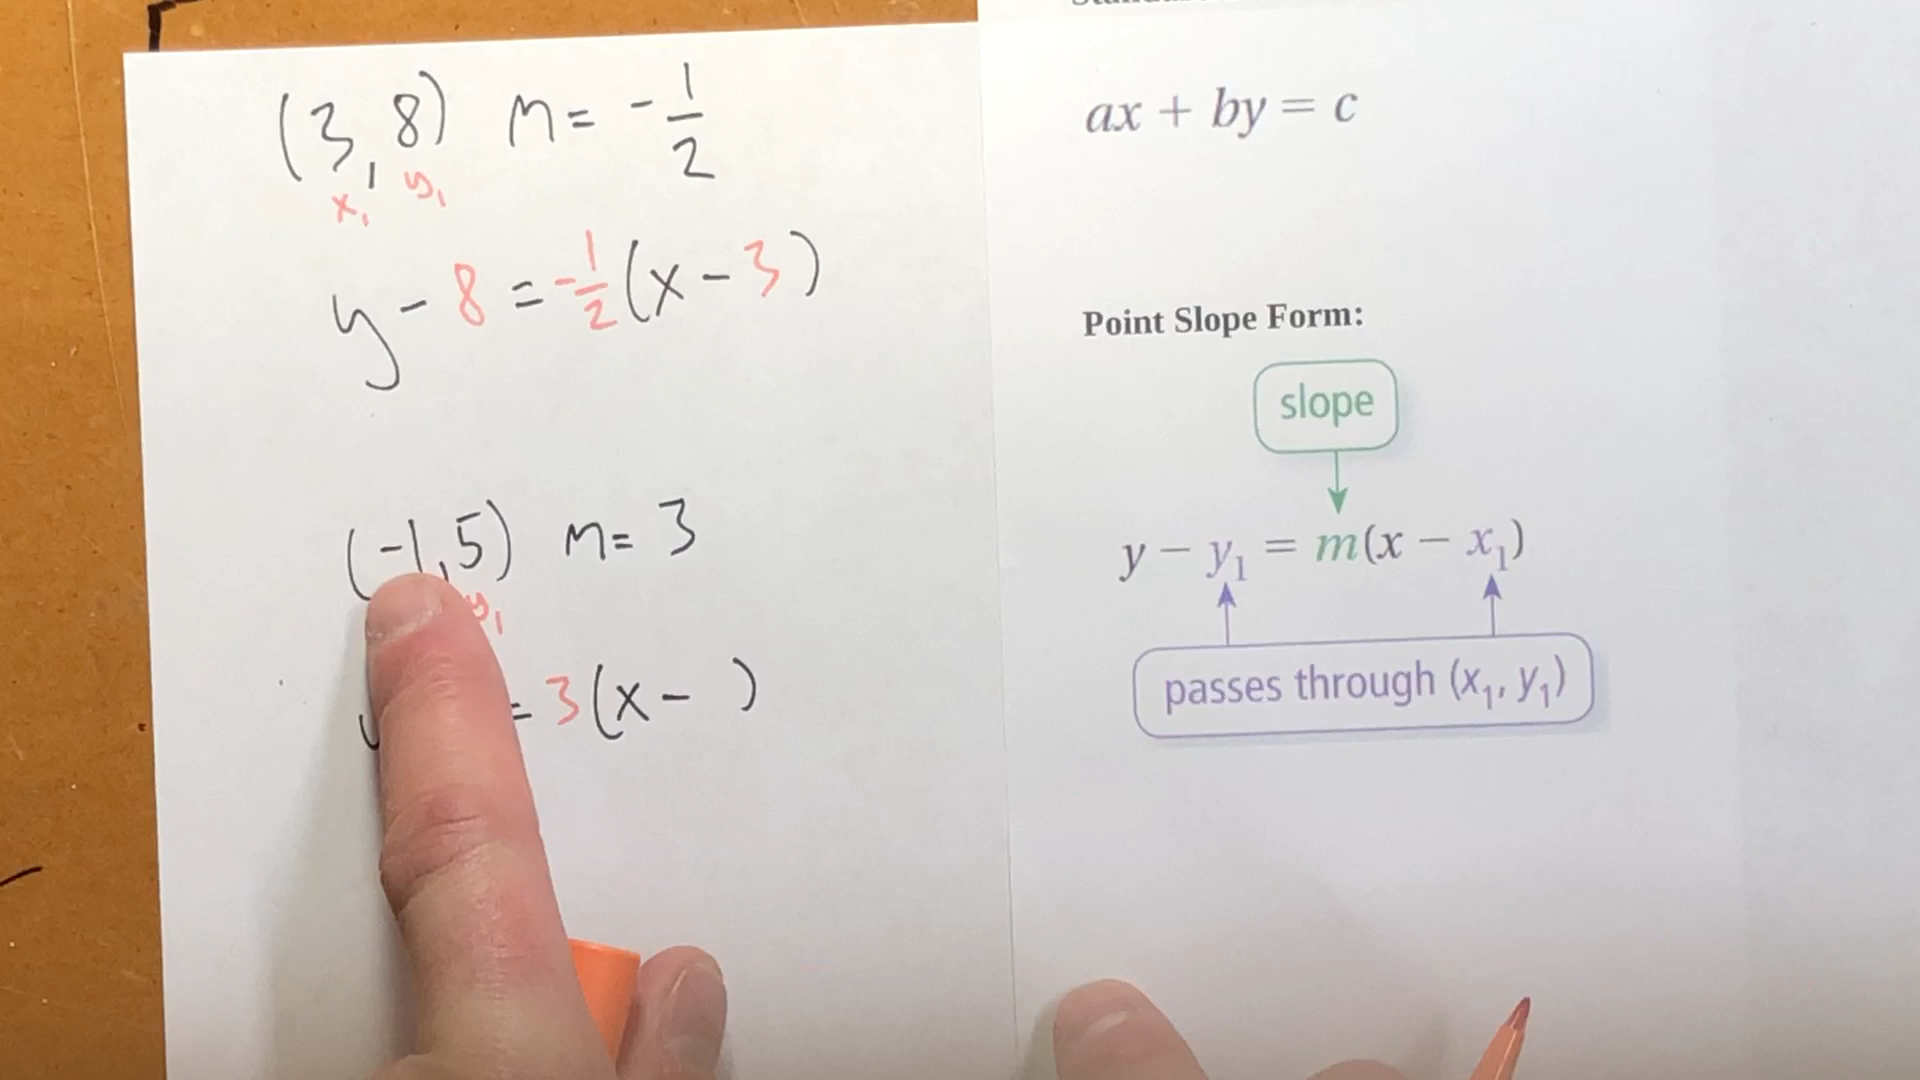 (3, 8) m = -1/2
x₁ y₁
y - 8 = -1/2 (x - 3)
(-1, 5) m = 3
y₁
= 3(x - )
ax + by = c
Point Slope Form:
slope
y − y₁ = m(x − x₁)
passes through (x₁, y₁)